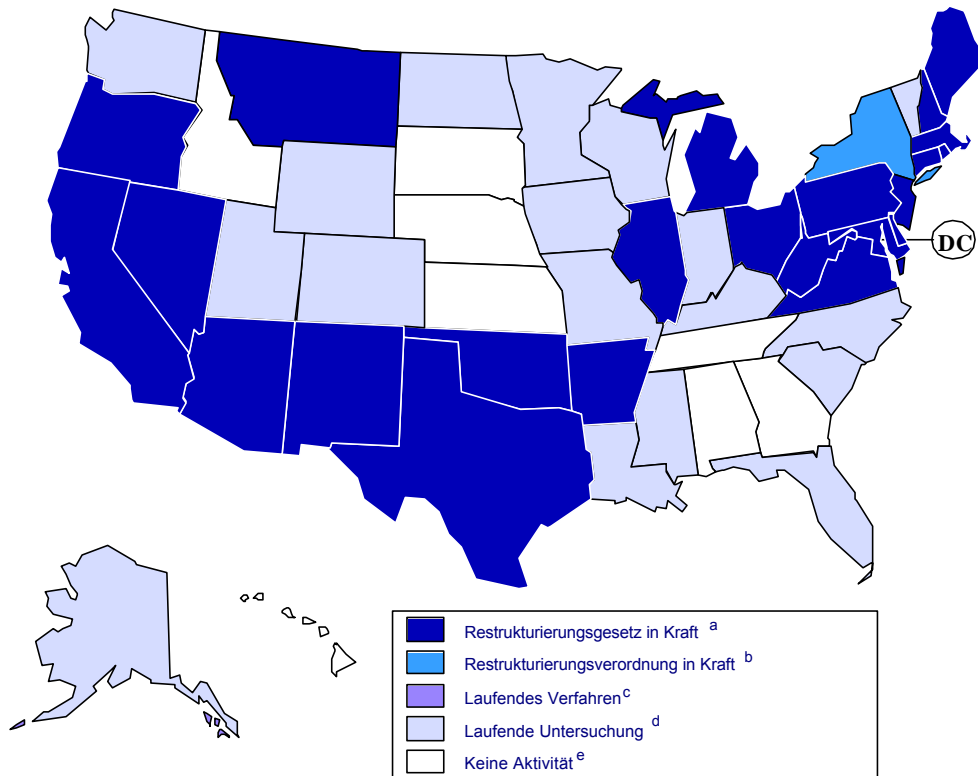 DC
Restrukturierungsgesetz in Kraft a
Restrukturierungsverordnung in Kraft b
Laufendes Verfahren c
Laufende Untersuchung d
Keine Aktivität e